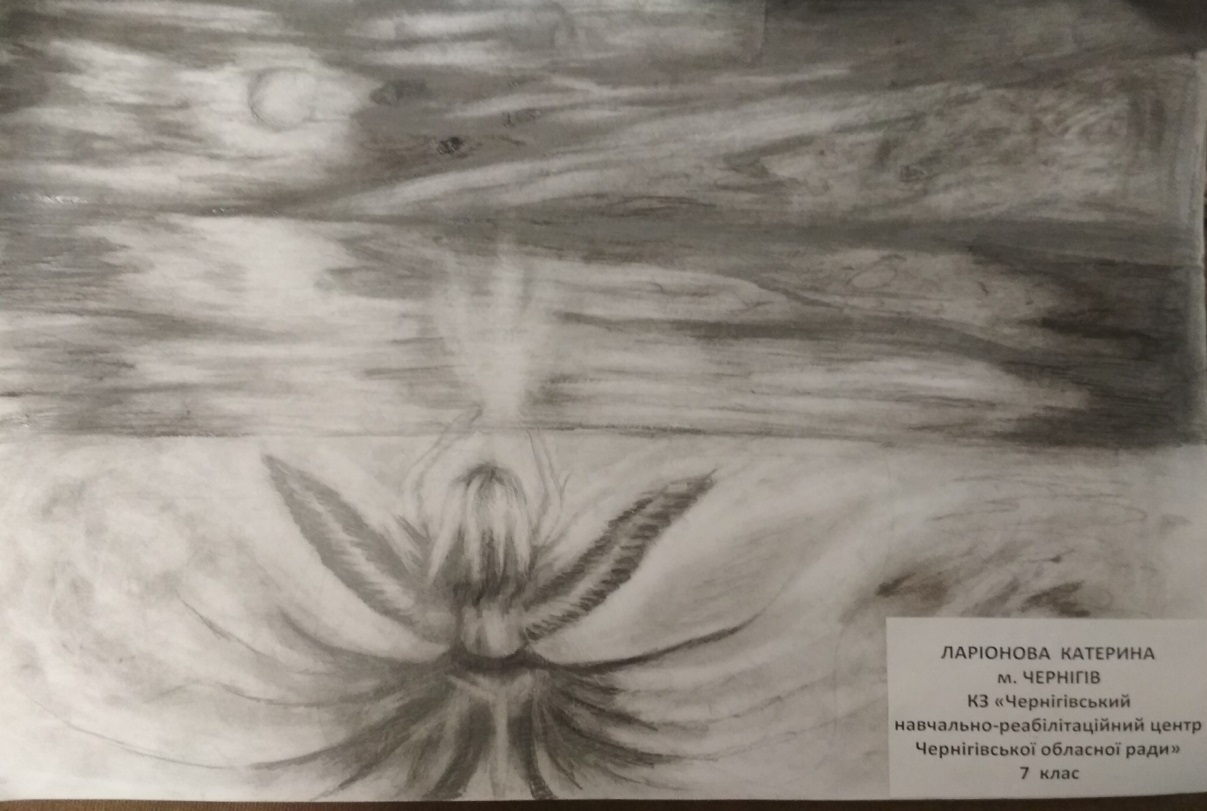 ЛАРІОНОВА КАТЕРИНА
м. ЧЕРНІГІВ
КЗ «Чернігівський
навчально-реабілітаційний центр
Чернігівської обласної ради»
7 клас